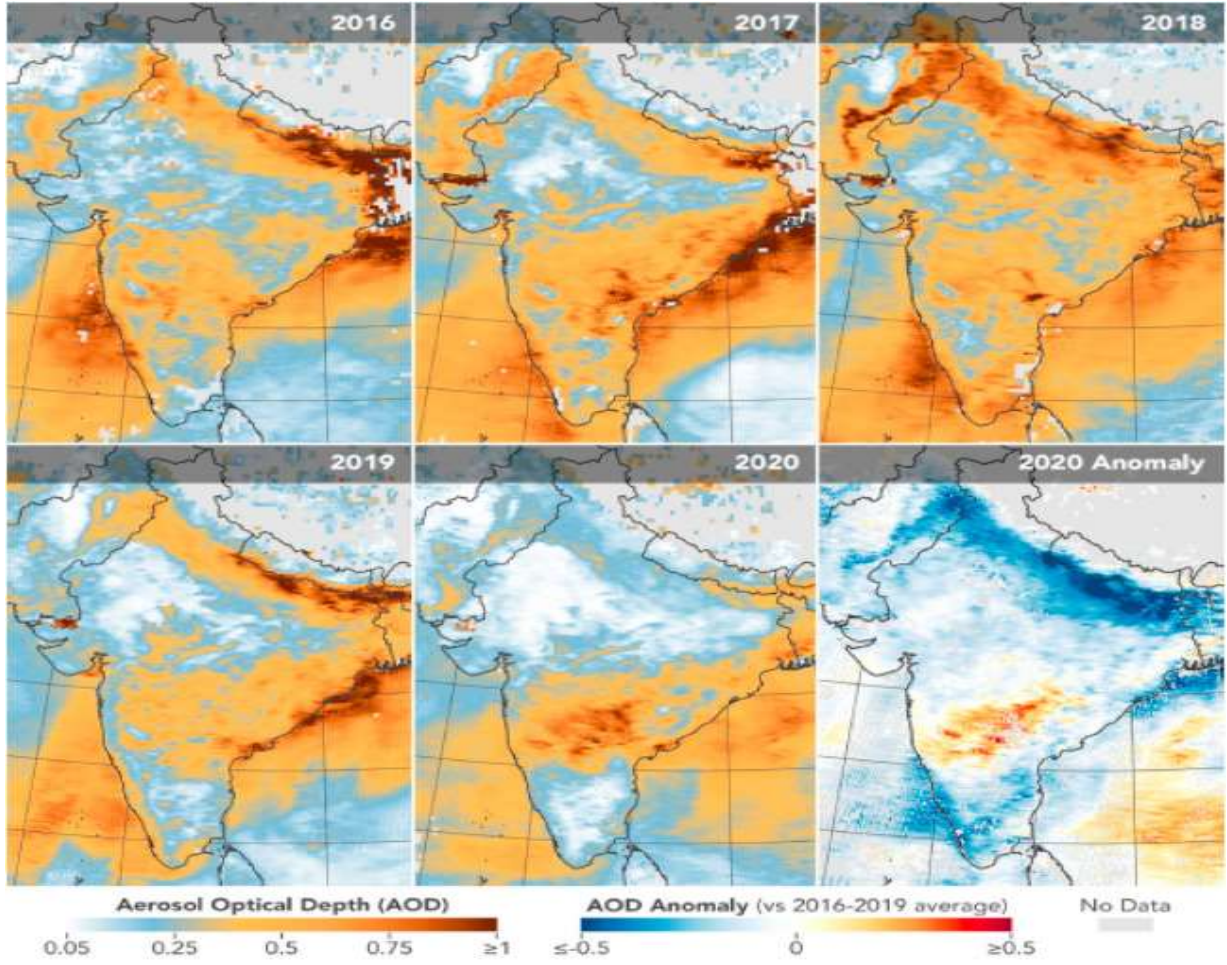 2016
2017
2018
2019
2020
2020 Anomaly
Aerosol Optical Depth (AOD)
0.05 0.25 0.5 0.75 ≥1
AOD Anomaly (vs 2016-2019 average)
≤-0.5 0 ≥0.5
No Data